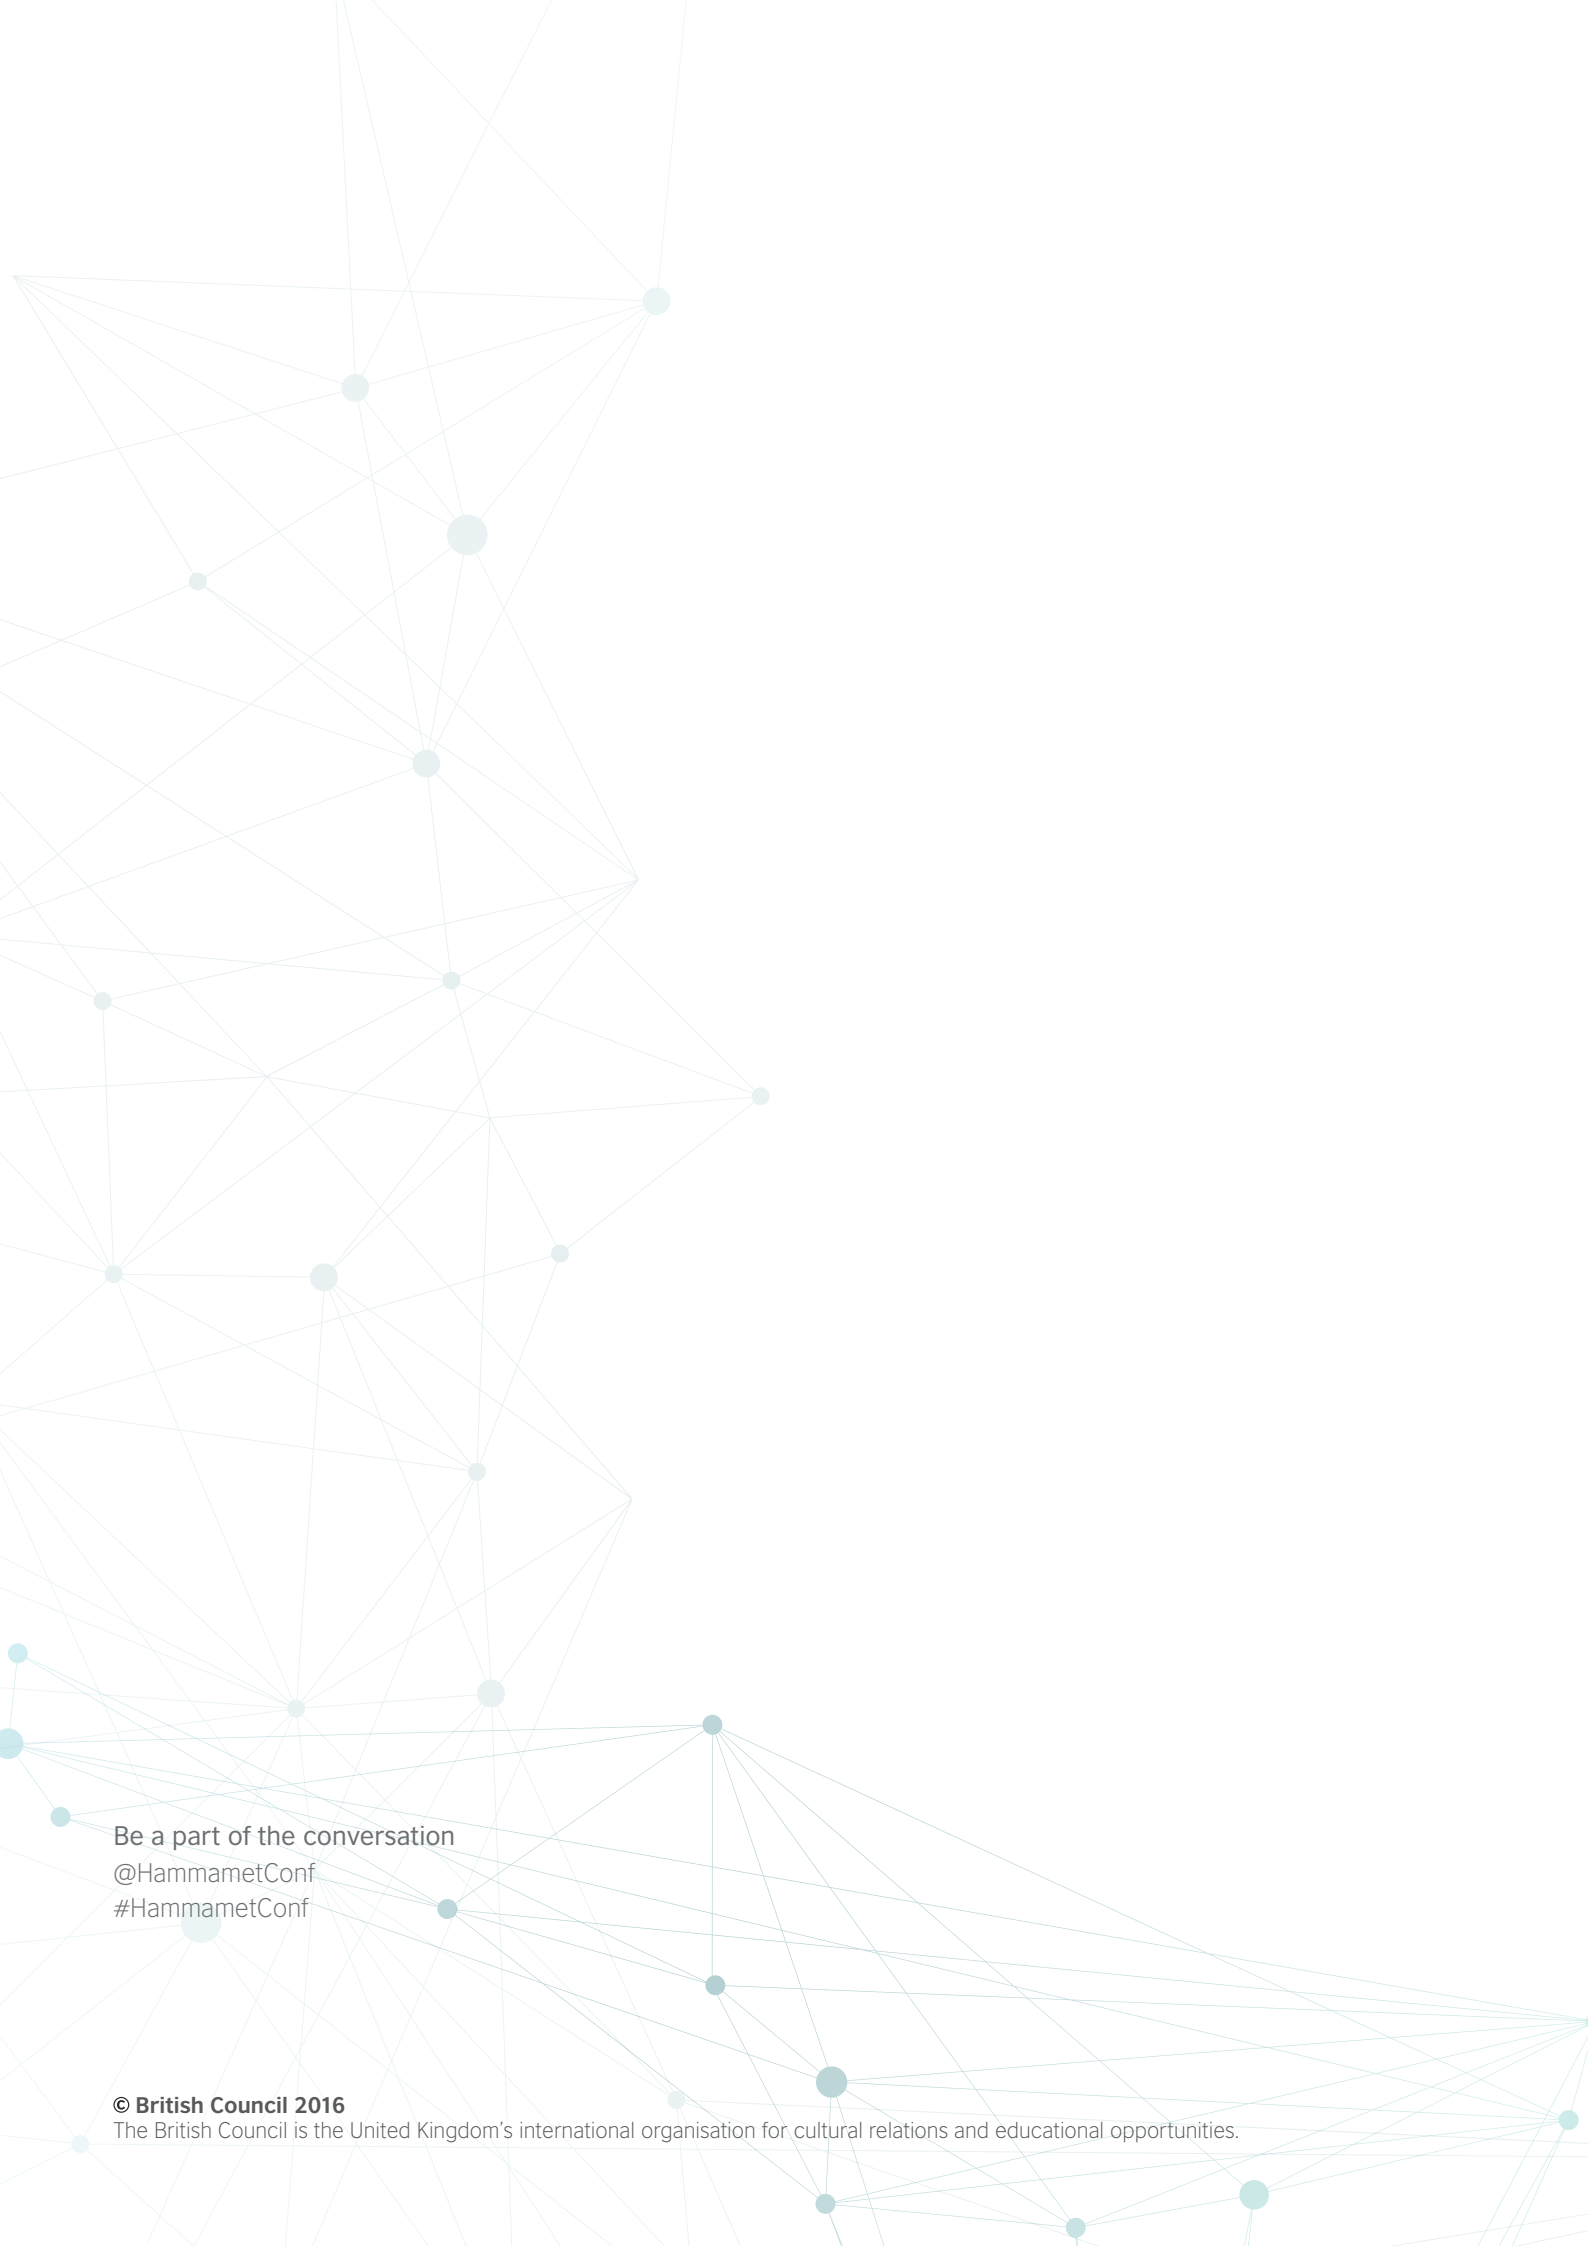 Be a part of the conversation
@HammametConf
#HammametConf
© British Council 2016
The British Council is the United Kingdom’s international organisation for cultural relations and educational opportunities.